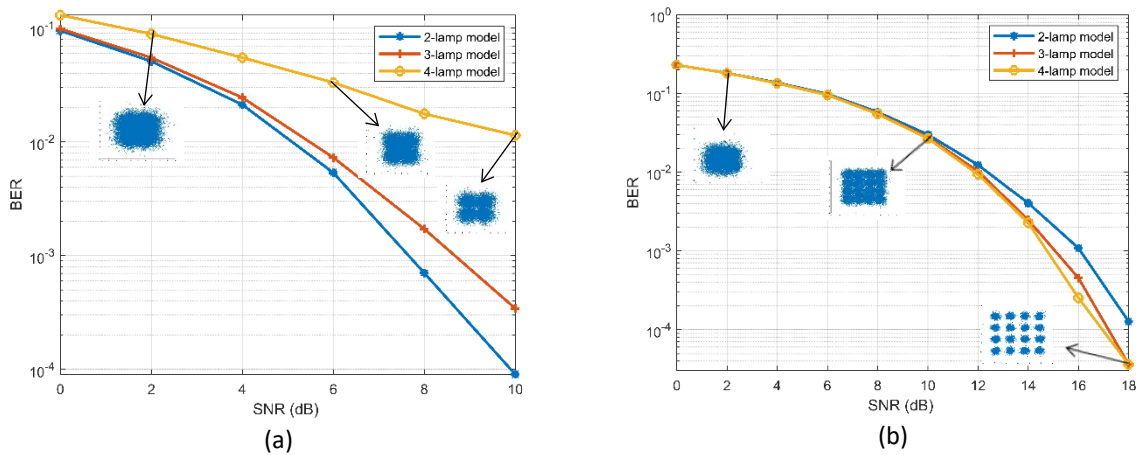 10^-1
10^-2
10^-3
10^-4
BER
0 2 4 6 8 10
SNR (dB)
2-lamp model
3-lamp model
4-lamp model
(a)
10^0
10^-1
10^-2
10^-3
10^-4
BER
0 2 4 6 8 10 12 14 16 18
SNR (dB)
2-lamp model
3-lamp model
4-lamp model
(b)